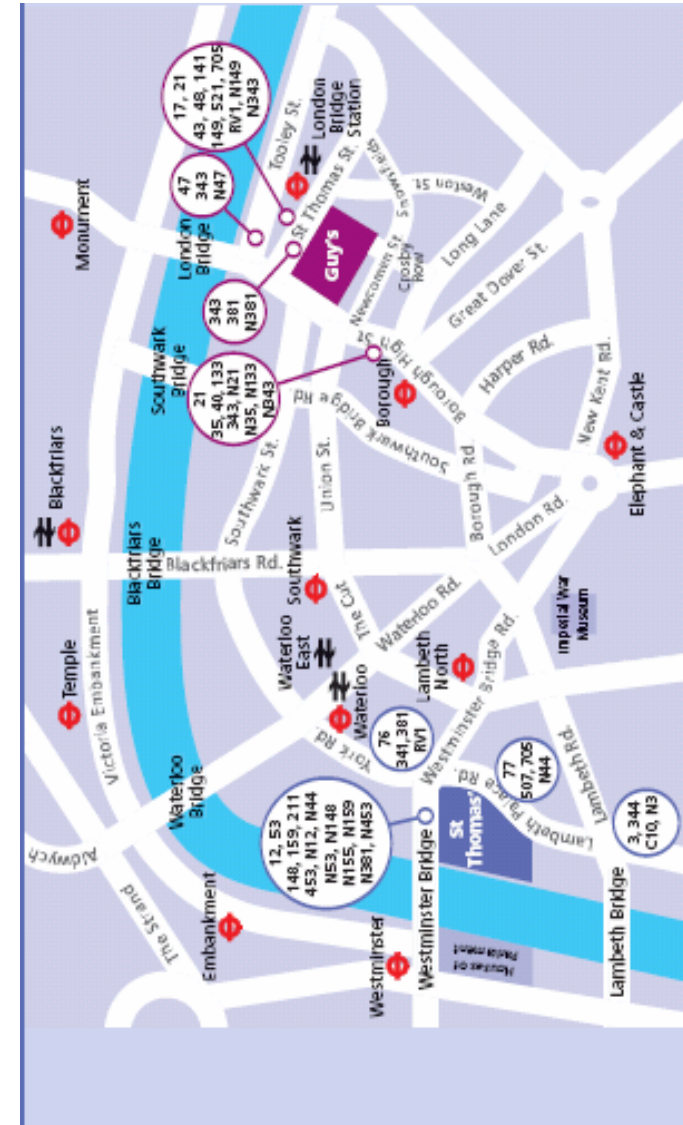 Aldwych
The Strand
Embankment
Westminster
Houses of
Parliament
Westminster Bridge
Lambeth Bridge
Temple
Victoria Embankment
Waterloo
Bridge
12, 53
148, 159, 211
453, N12, N44
N53, N148
N155, N159
N381, N453
St
Thomas'
Lambeth Palace Rd.
3, 344
C10, N3
77
507, 705
N44
76
341,381
RV1
York Rd.
Waterloo
Waterloo
East
Westminster Bridge Rd.
Lambeth Rd.
Lambeth
North
Imperial War
Museum
Blackfriars
Blackfriars
Bridge
Blackfriars Rd.
Southwark
The Cut
Waterloo Rd.
London Rd.
Borough Rd.
Union St.
Southwark St.
Southwark
Bridge
Southwark Bridge Rd
21
35, 40, 133
343, N21
N35, N133
N343
Borough
Borough High St
Elephant & Castle
New Kent Rd.
Harper Rd.
Great Dover St.
Long Lane
Monument
London
Bridge
47
343
N47
343
381
N381
17, 21
43, 48, 141
149, 521, 705
RV1, N149
N343
Tooley St.
London
Bridge
Station
St Thomas St.
Guy's
Newcomen St.
Crosby
Row
Snowsfields
Weston St.